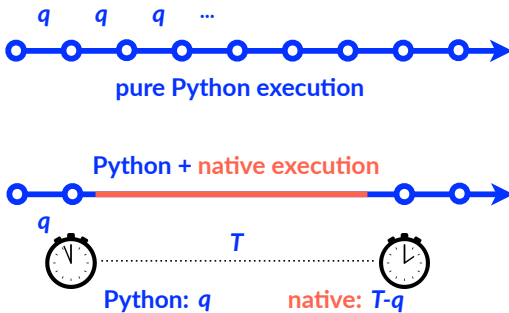 q q q ...
pure Python execution
Python + native execution
q
T
Python: q native: T-q